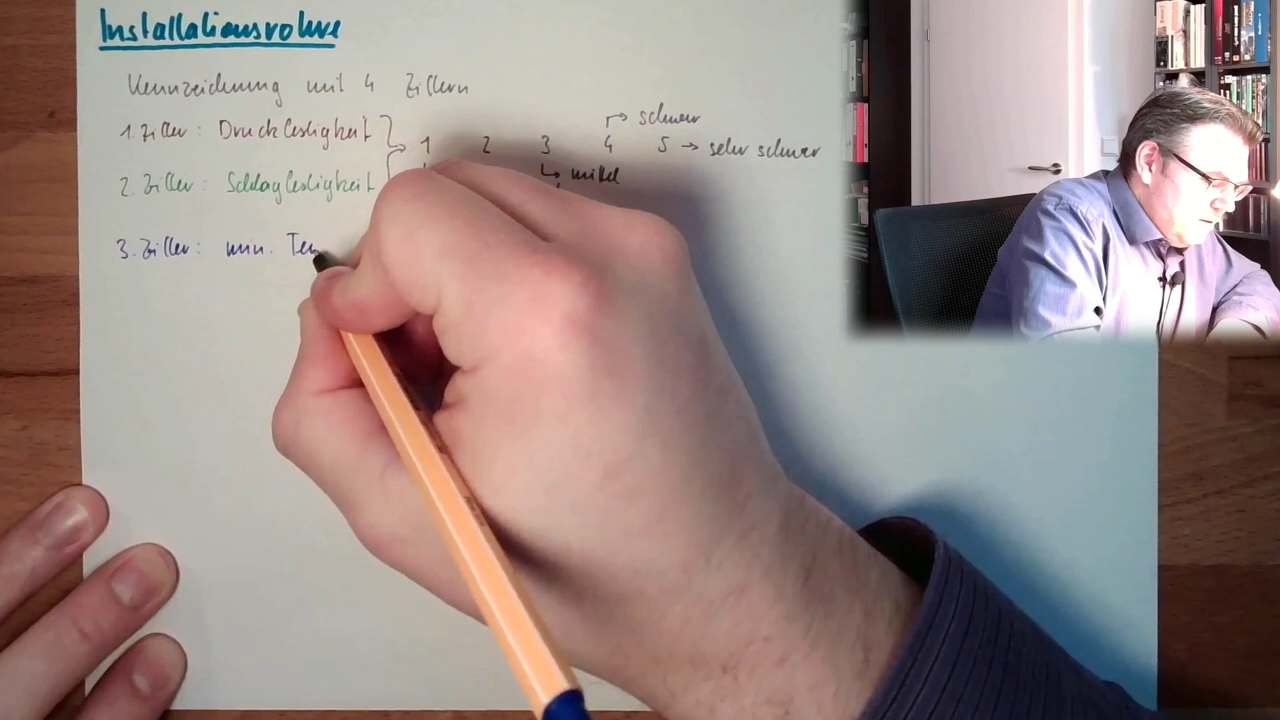 Installationsrohre
Kennzeichnung mit 4 Ziffern
1. Ziffer: Druckfestigkeit 1 2 3 4 5 → sehr schwer
↱ schwer
↳ mittel
2. Ziffer: Schlagfestigkeit
3. Ziffer: min. Tem